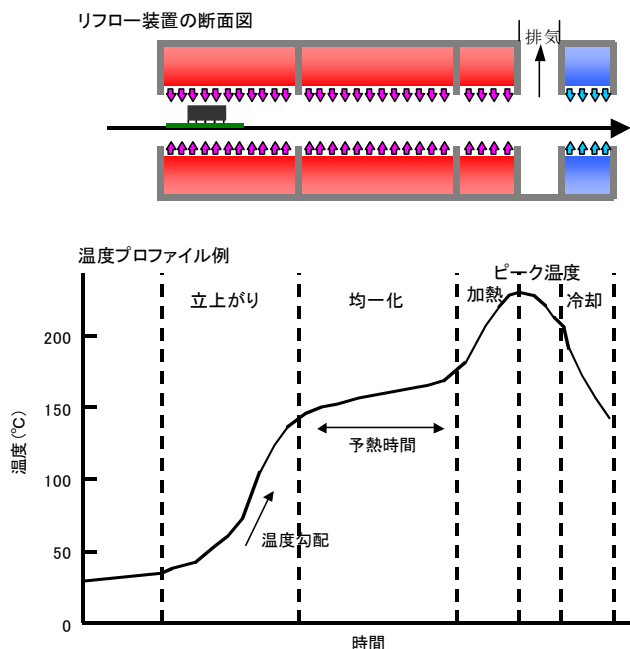 リフロー装置の断面図
排気
温度プロファイル例
ピーク温度
立上がり
均一化
加熱
冷却
200
150
100
50
0
温度(℃)
予熱時間
温度勾配
時間